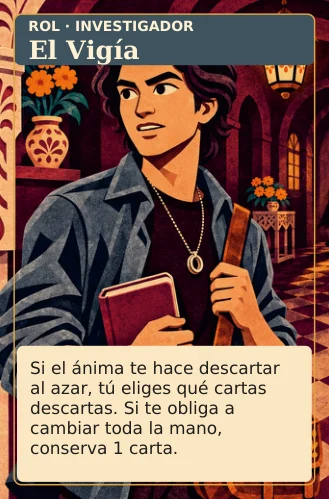 ROL · INVESTIGADOR
El Vigía
Si el ánima te hace descartar
al azar, tú eliges qué cartas
descartas. Si te obliga a
cambiar toda la mano,
conserva 1 carta.